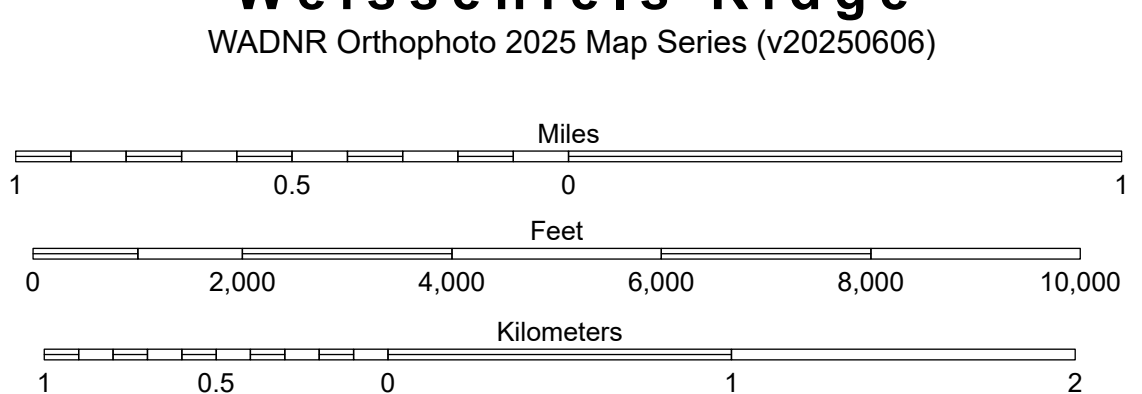 Weissenfels Ridge
WADNR Orthophoto 2025 Map Series (v20250606)
Miles
1 0.5 0 1
Feet
0 2,000 4,000 6,000 8,000 10,000
Kilometers
1 0.5 0 1 2